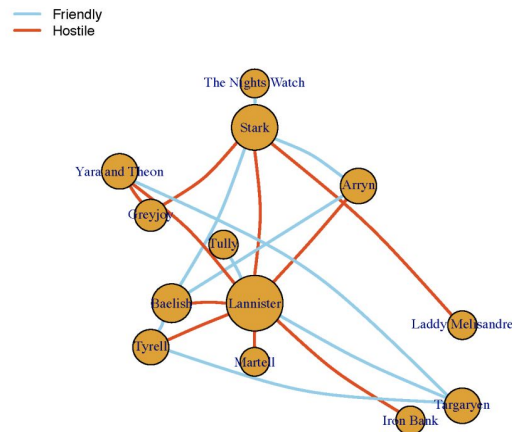 Friendly
Hostile
The Nights Watch
Stark
Yara and Theon
Arryn
Greyjoy
Tully
Baelish
Lannister
Laddy Melisandre
Tyrell
Martell
Targaryen
Iron Bank